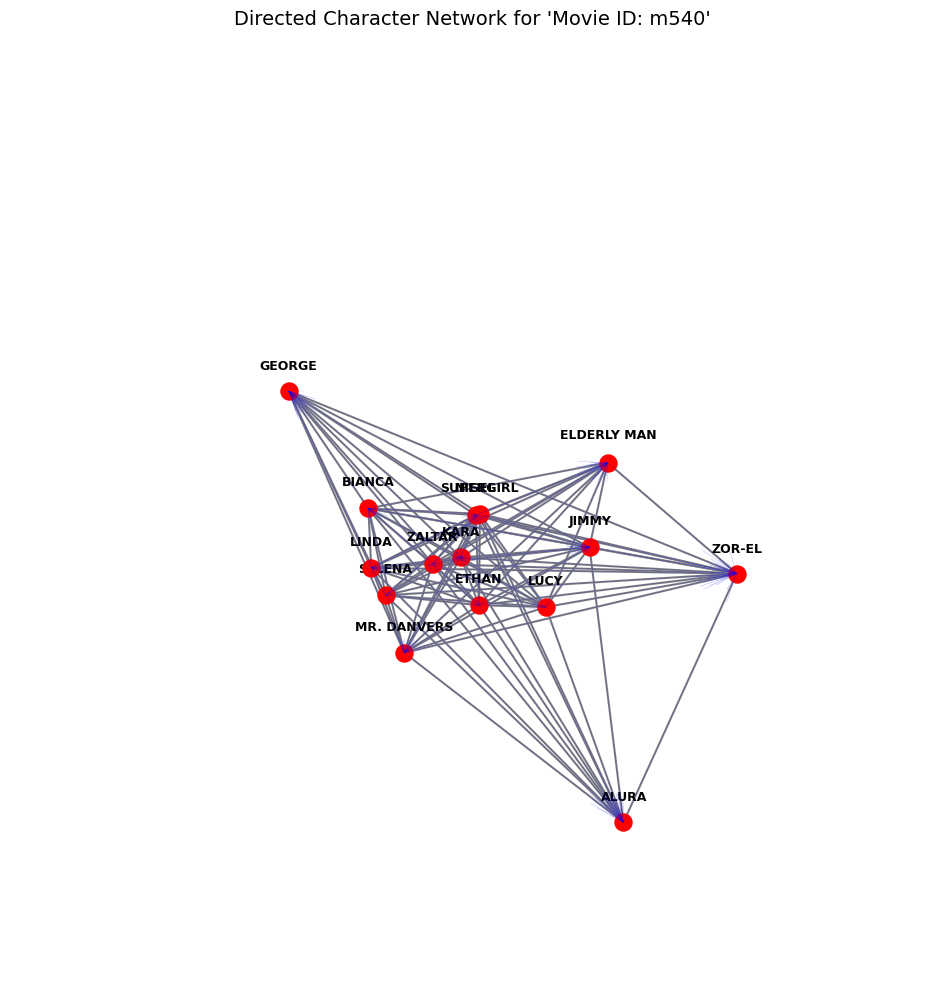 Directed Character Network for 'Movie ID: m540'
GEORGE
ELDERLY MAN
BIANCA
SUPERGIRL
JIMMY
KARA
ZALTAR
LINDA
ZOR-EL
SELENA
ETHAN
LUCY
MR. DANVERS
ALURA